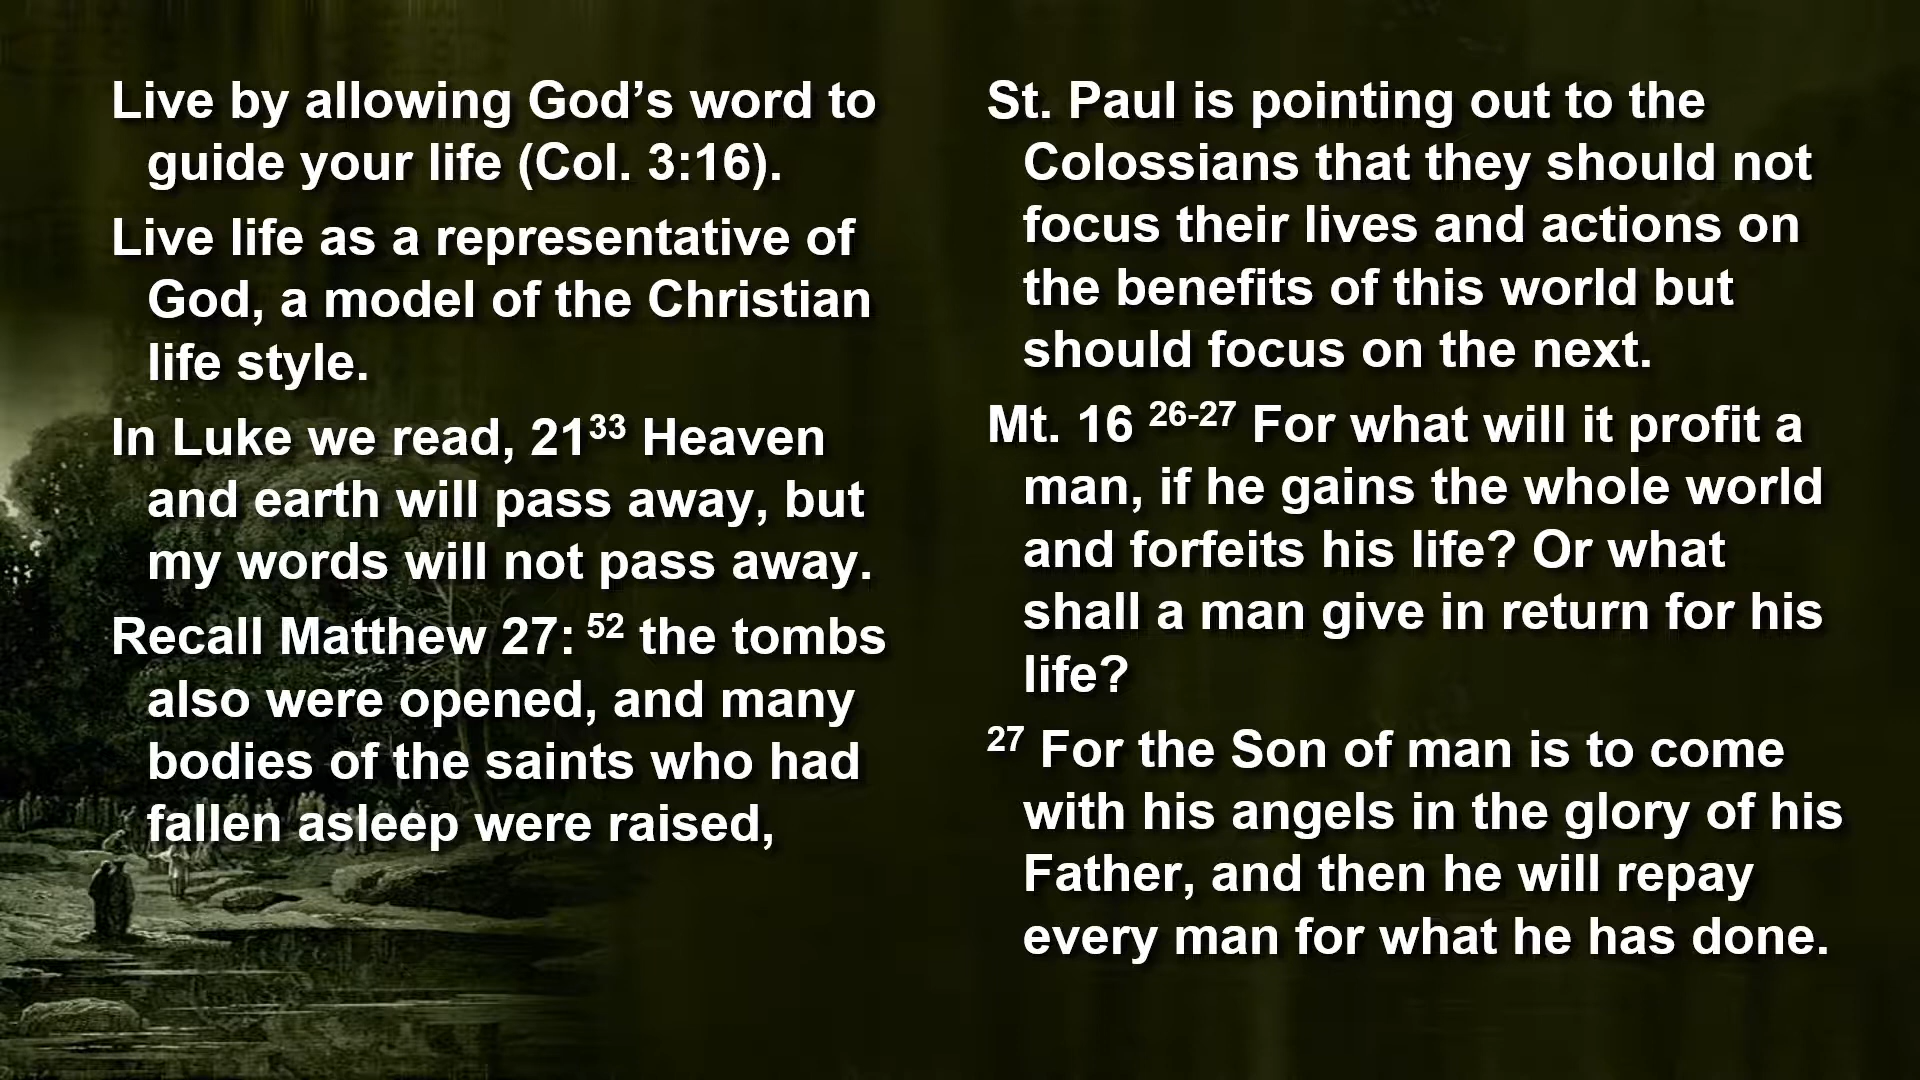 Live by allowing God’s word to
guide your life (Col. 3:16).
Live life as a representative of
God, a model of the Christian
life style.
In Luke we read, 21³³ Heaven
and earth will pass away, but
my words will not pass away.
Recall Matthew 27: ⁵² the tombs
also were opened, and many
bodies of the saints who had
fallen asleep were raised,
St. Paul is pointing out to the
Colossians that they should not
focus their lives and actions on
the benefits of this world but
should focus on the next.
Mt. 16 ²⁶⁻²⁷ For what will it profit a
man, if he gains the whole world
and forfeits his life? Or what
shall a man give in return for his
life?
²⁷ For the Son of man is to come
with his angels in the glory of his
Father, and then he will repay
every man for what he has done.